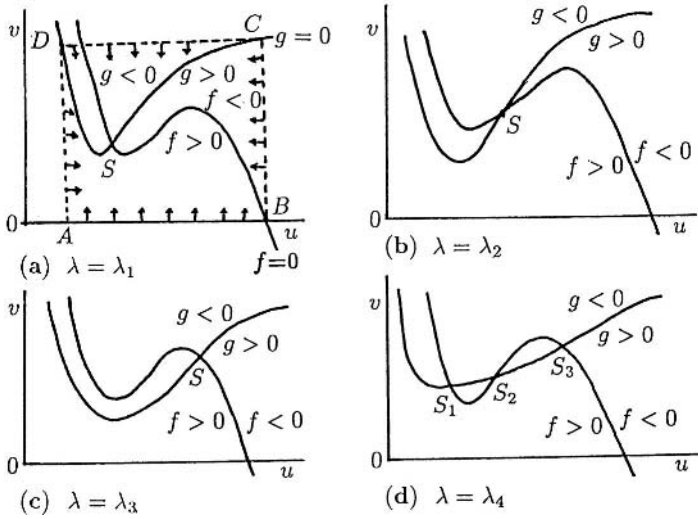 v
D
C
g = 0
g < 0
g > 0
f < 0
f > 0
S
0
A
B
u
f=0
(a) λ = λ₁
v
g < 0
g > 0
S
f > 0
f < 0
0
u
(b) λ = λ₂
v
g < 0
g > 0
S
f > 0
f < 0
0
u
(c) λ = λ₃
v
g < 0
g > 0
S₁
S₂
S₃
f > 0
f < 0
0
u
(d) λ = λ₄